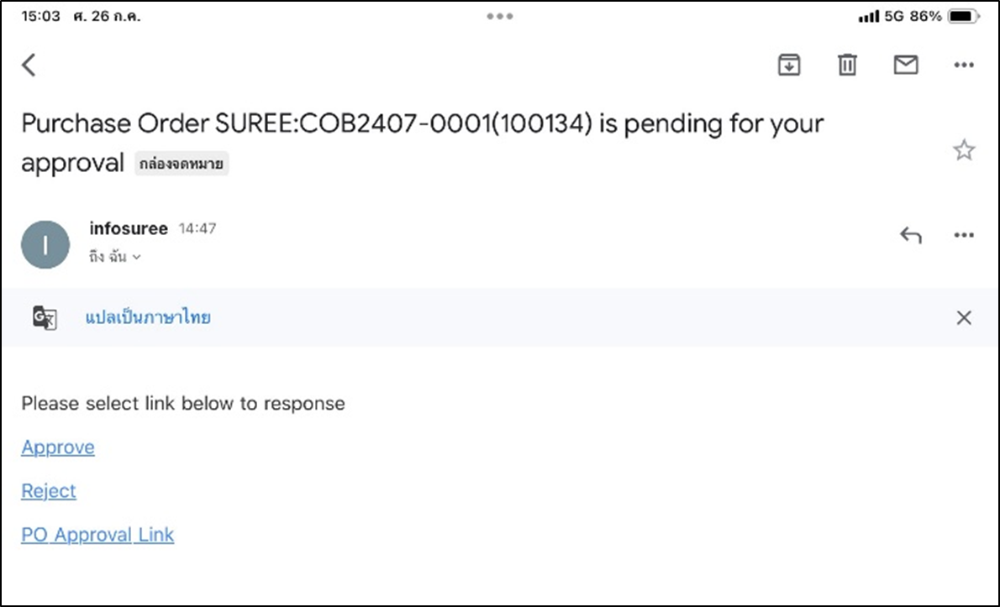 15:03 ศ. 26 ก.ค.
5G 86%
Purchase Order SUREE:COB2407-0001(100134) is pending for your
approval กล่องจดหมาย
I
infosuree 14:47
ถึง ฉัน
แปลเป็นภาษาไทย
Please select link below to response
Approve
Reject
PO Approval Link